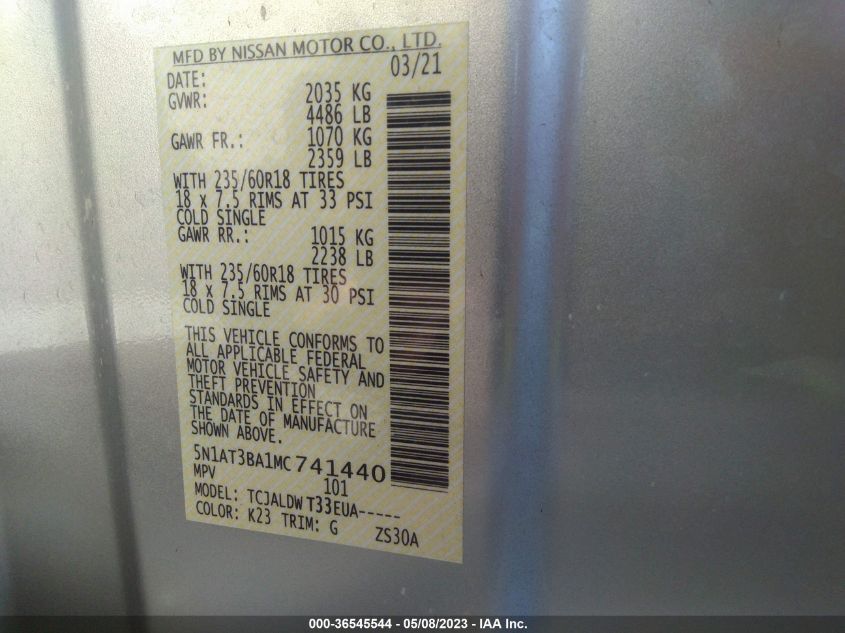 MFD BY NISSAN MOTOR CO., LTD.
DATE: 03/21
GVWR: 2035 KG
4486 LB
GAWR FR.: 1070 KG
2359 LB
WITH 235/60R18 TIRES
18 x 7.5 RIMS AT 33 PSI
COLD SINGLE
GAWR RR.: 1015 KG
2238 LB
WITH 235/60R18 TIRES
18 x 7.5 RIMS AT 30 PSI
COLD SINGLE
THIS VEHICLE CONFORMS TO
ALL APPLICABLE FEDERAL
MOTOR VEHICLE SAFETY AND
THEFT PREVENTION
STANDARDS IN EFFECT ON
THE DATE OF MANUFACTURE
SHOWN ABOVE.
5N1AT3BA1MC741440
MPV 101
MODEL: TCJALDW T33EUA-----
COLOR: K23 TRIM: G ZS30A
000-36545544 - 05/08/2023 - IAA Inc.